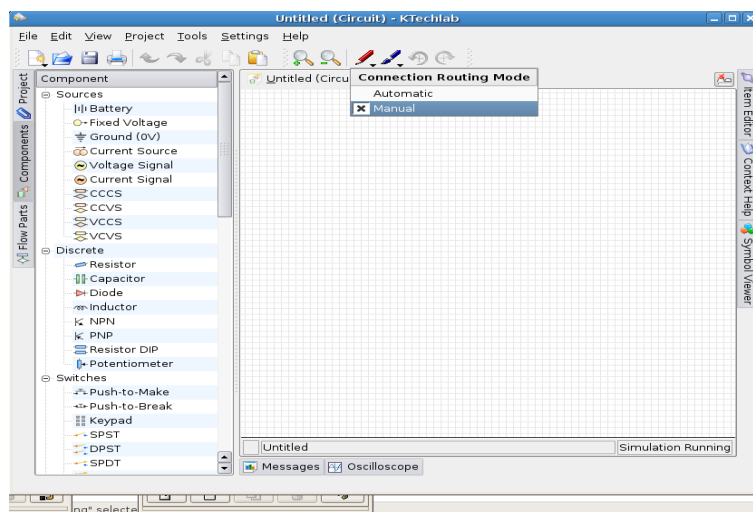 Untitled (Circuit) - KTechlab
File Edit View Project Tools Settings Help
Project
Components
Flow Parts
Component
Sources
Battery
Fixed Voltage
Ground (0V)
Current Source
Voltage Signal
Current Signal
CCCS
CCVS
VCCS
VCVS
Discrete
Resistor
Capacitor
Diode
Inductor
NPN
PNP
Resistor DIP
Potentiometer
Switches
Push-to-Make
Push-to-Break
Keypad
SPST
DPST
SPDT
Untitled (Circu
Connection Routing Mode
Automatic
Manual
Item Editor
Context Help
Symbol Viewer
Untitled
Simulation Running
Messages Oscilloscope
ng" selecte